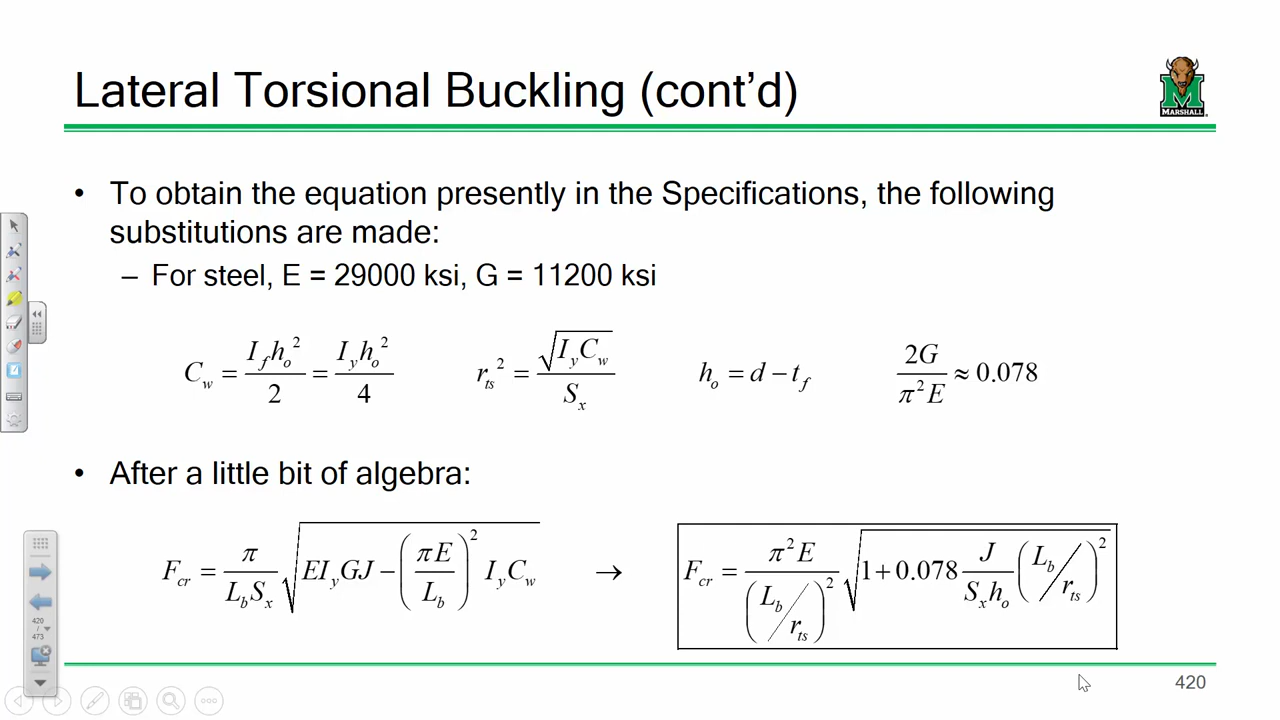 Lateral Torsional Buckling (cont’d)
MARSHALL.
• To obtain the equation presently in the Specifications, the following
substitutions are made:
– For steel, E = 29000 ksi, G = 11200 ksi
C_w = I_f h_o^2 / 2 = I_y h_o^2 / 4    r_ts^2 = √(I_y C_w) / S_x    h_o = d − t_f    2G / π^2 E ≈ 0.078
• After a little bit of algebra:
F_cr = π / (L_b S_x) √(EI_y GJ − (πE / L_b)^2 I_y C_w) → F_cr = π^2 E / (L_b / r_ts)^2 √(1 + 0.078 J / (S_x h_o) (L_b / r_ts)^2)
420
/
473
420